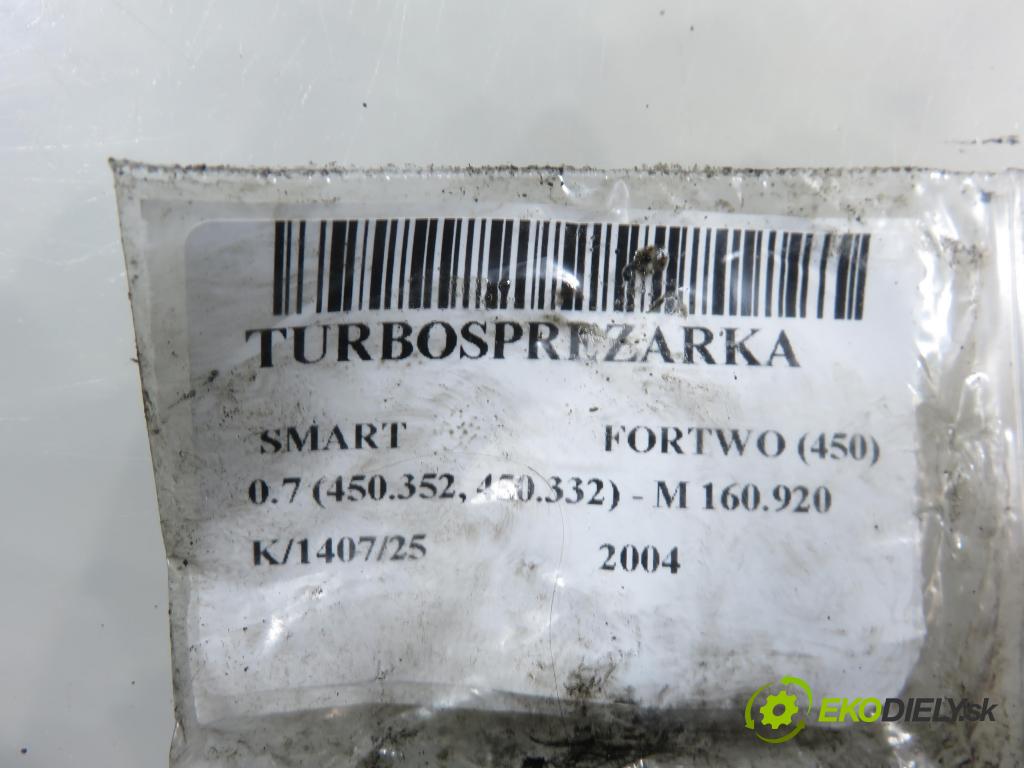 TURBOSPREZARKA
SMART FORTWO (450)
0.7 (450.352, 450.332) - M 160.920
K/1407/25 2004
EKODIELY.sk